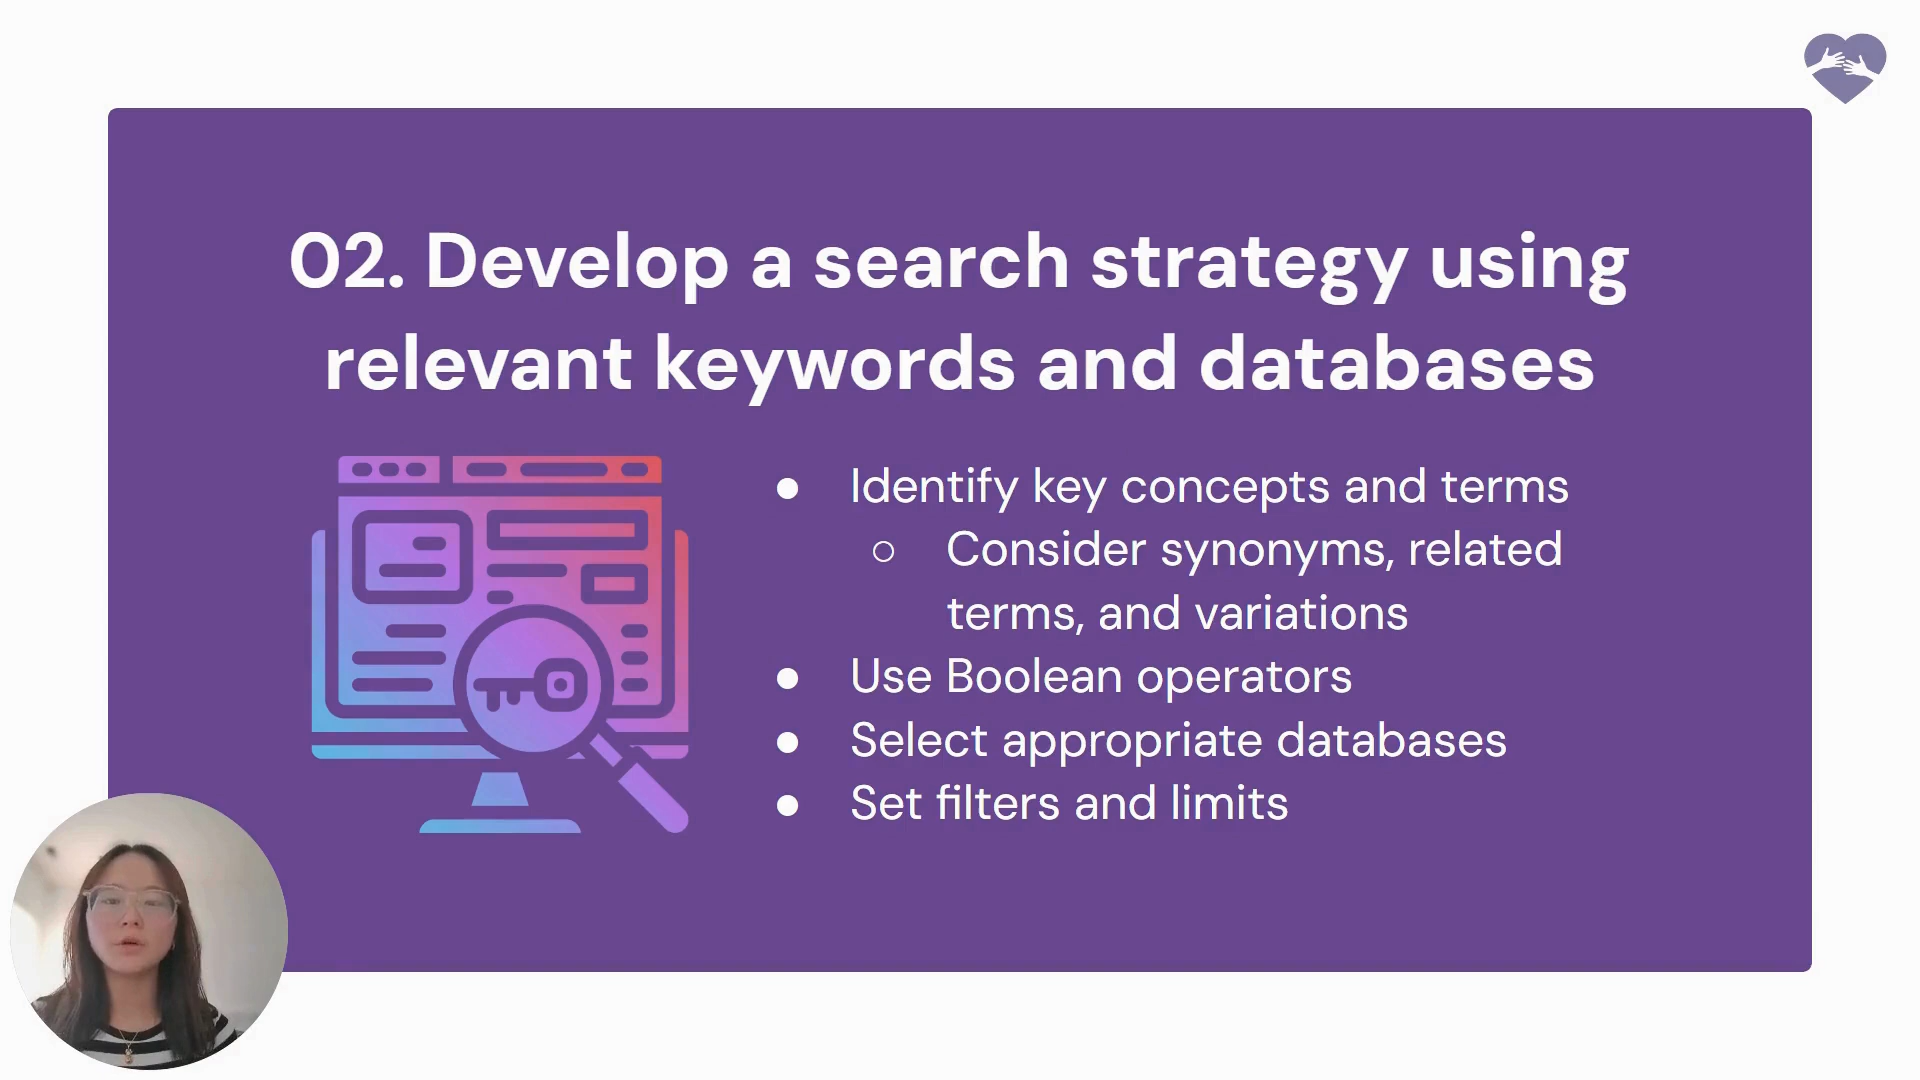 02. Develop a search strategy using
relevant keywords and databases
● Identify key concepts and terms
○ Consider synonyms, related
terms, and variations
● Use Boolean operators
● Select appropriate databases
● Set filters and limits